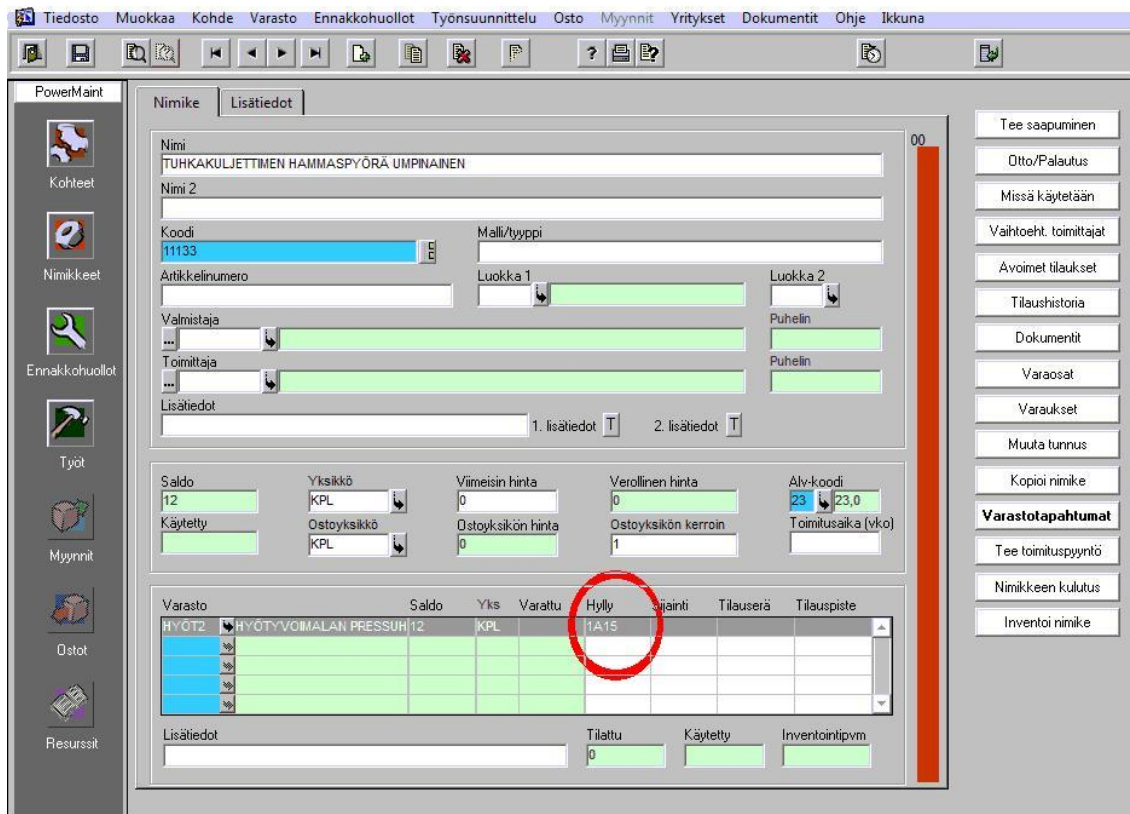 Tiedosto Muokkaa Kohde Varasto Ennakkohuollot Työnsuunnittelu Osto Myynnit Yritykset Dokumentit Ohje Ikkuna
PowerMaint
Kohteet
Nimikkeet
Ennakkohuollot
Työt
Myynnit
Ostot
Resurssit
Nimike Lisätiedot
00
Nimi
TUHKAKULJETTIMEN HAMMASPYÖRÄ UMPINAINEN
Nimi 2
Koodi Malli/tyyppi
11133
Artikkelinumero Luokka 1 Luokka 2
Valmistaja Puhelin
Toimittaja Puhelin
Lisätiedot
1. lisätiedot T 2. lisätiedot T
Saldo Yksikkö Viimeisin hinta Verollinen hinta Alv-koodi
12 KPL 0 0 23 23,0
Käytetty Ostoyksikkö Ostoyksikön hinta Ostoyksikön kerroin Toimitusaika (vko)
KPL 0 1
Varasto Saldo Yks Varattu Hylly Sijainti Tilauserä Tilauspiste
HYÖT2 HYÖTYVOIMALAN PRESSUH 12 KPL 1A15
Lisätiedot Tilattu Käytetty Inventointipvm
0
Tee saapuminen
Otto/Palautus
Missä käytetään
Vaihtoeht. toimittajat
Avoimet tilaukset
Tilaushistoria
Dokumentit
Varaosat
Varaukset
Muuta tunnus
Kopioi nimike
Varastotapahtumat
Tee toimituspyyntö
Nimikkeen kulutus
Inventoi nimike